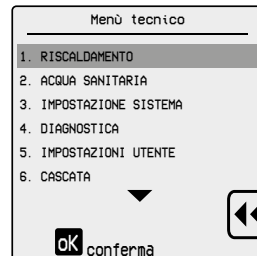 Menù tecnico
1. RISCALDAMENTO
2. ACQUA SANITARIA
3. IMPOSTAZIONE SISTEMA
4. DIAGNOSTICA
5. IMPOSTAZIONI UTENTE
6. CASCATA
oK conferma